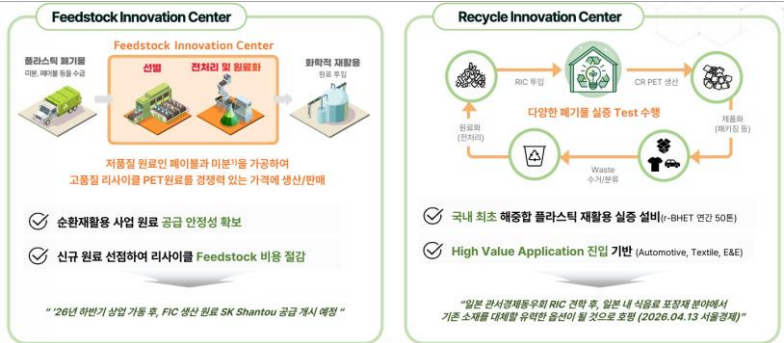 Feedstock Innovation Center
Feedstock Innovation Center
플라스틱 폐기물
미분, 페이불 등을 수급
선별
전처리 및 원료화
화학적 재활용
원료 투입
저품질 원료인 페이불과 미분¹⁾을 가공하여
고품질 리사이클 PET원료를 경쟁력 있는 가격에 생산/판매
순환재활용 사업 원료 공급 안정성 확보
신규 원료 선점하여 리사이클 Feedstock 비용 절감
“ ’26년 하반기 상업 가동 후, FIC 생산 원료 SK Shantou 공급 개시 예정 “
Recycle Innovation Center
RIC 투입
CR PET 생산
다양한 폐기물 실증 Test 수행
원료화
(전처리)
제품화
(패키징 등)
Waste
수거/분류
국내 최초 해중합 플라스틱 재활용 실증 설비(r-BHET 연간 50톤)
High Value Application 진입 기반 (Automotive, Textile, E&E)
“일본 관서경제동우회 RIC 견학 후, 일본 내 식음료 포장재 분야에서
기존 소재를 대체할 유력한 옵션이 될 것으로 호평 (2026.04.13 서울경제)”